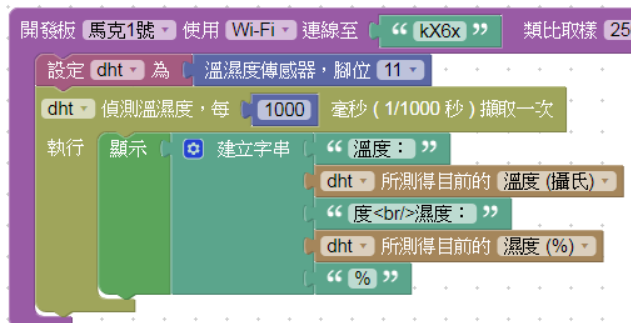 開發板 馬克1號 使用 Wi-Fi 連線至 “ kX6x ” 類比取樣 25
設定 dht 為 溫濕度傳感器,腳位 11
dht 偵測溫濕度,每 1000 毫秒 ( 1/1000 秒 ) 擷取一次
執行 顯示 建立字串 “ 溫度: ”
dht 所測得目前的 溫度 (攝氏)
“ 度<br/>濕度: ”
dht 所測得目前的 濕度 (%)
“ % ”